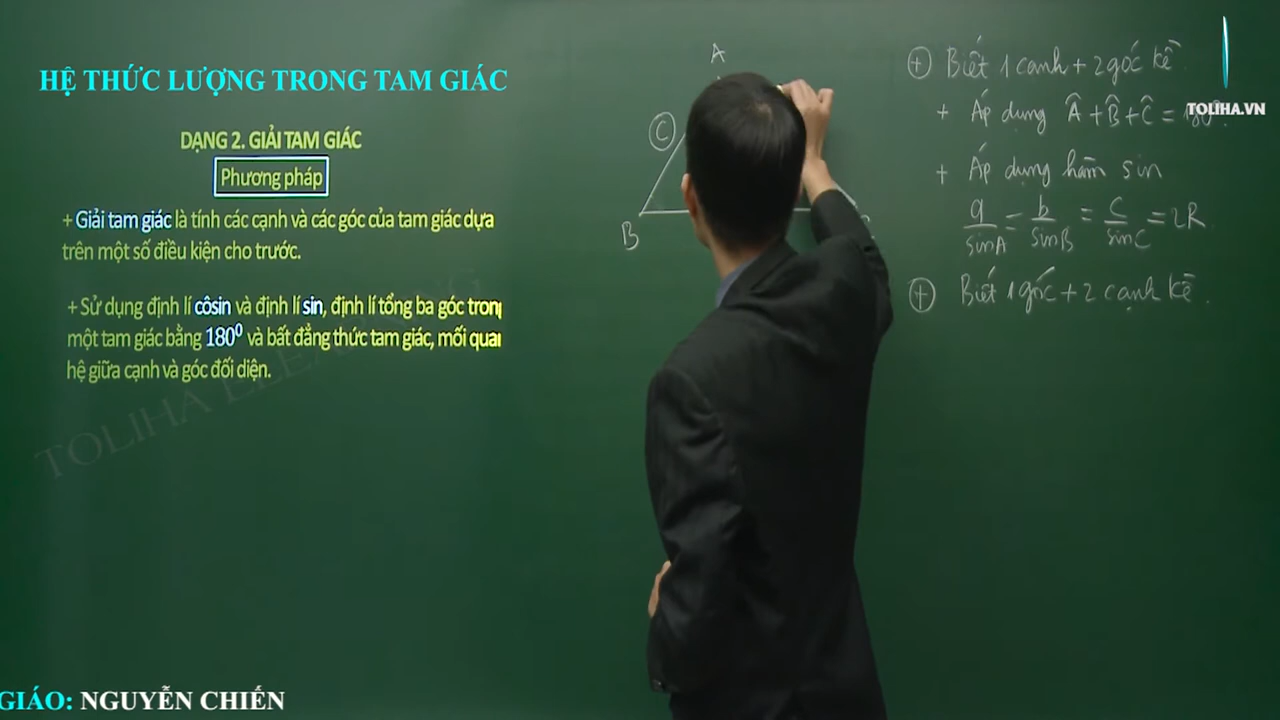 HỆ THỨC LƯỢNG TRONG TAM GIÁC
DẠNG 2. GIẢI TAM GIÁC
Phương pháp
+ Giải tam giác là tính các cạnh và các góc của tam giác dựa
trên một số điều kiện cho trước.
+ Sử dụng định lí côsin và định lí sin, định lí tổng ba góc trong
một tam giác bằng 180⁰ và bất đẳng thức tam giác, mối quan
hệ giữa cạnh và góc đối diện.
TOLIHA
GIÁO: NGUYỄN CHIẾN
A
C
B
+ Biết 1 cạnh + 2 góc kề
+ Áp dụng Â + B̂ + Ĉ = 180°.
+ Áp dụng hàm sin
a/sinA = b/sinB = c/sinC = 2R
+ Biết 1 góc + 2 cạnh kề.
TOLIHA.VN